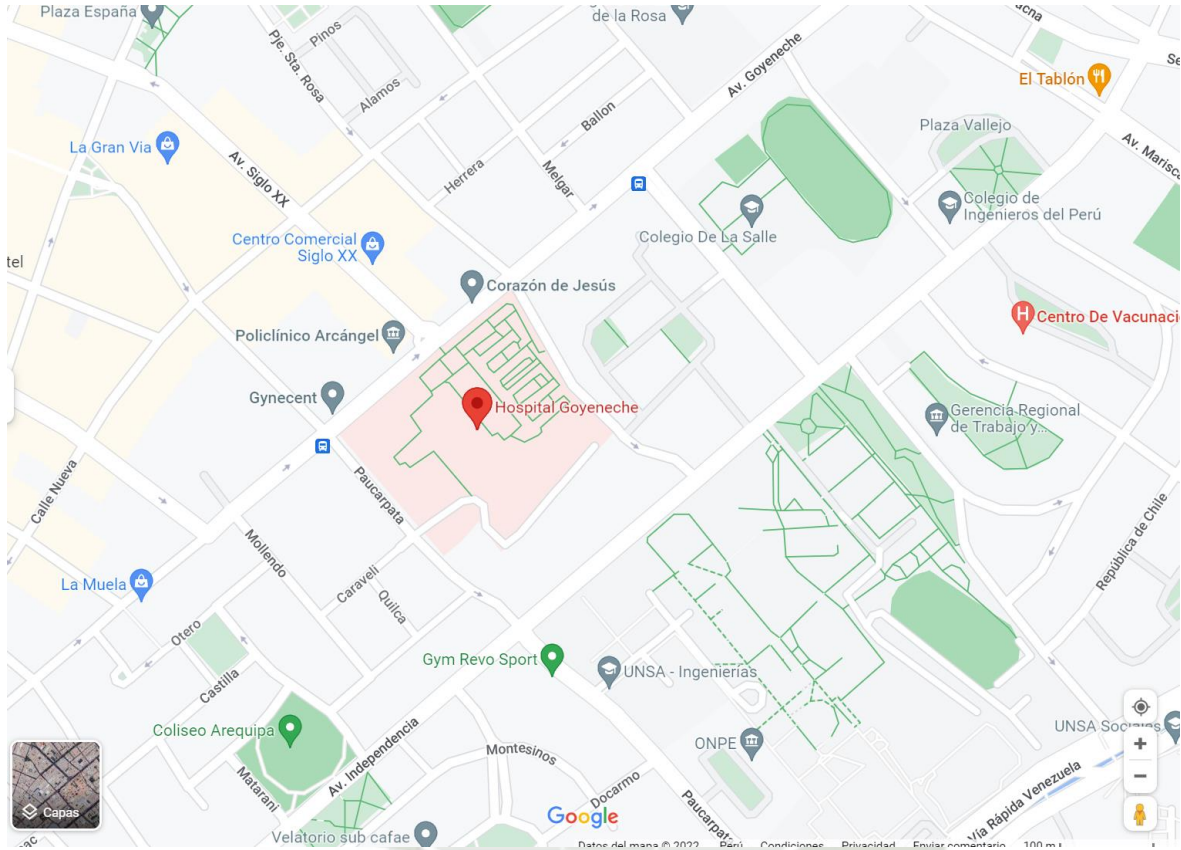 Plaza España
de la Rosa
Pinos
Pje. Sta. Rosa
Alamos
Av. Goyeneche
El Tablón
Plaza Vallejo
Ballon
La Gran Via
Av. Siglo XX
Herrera
Melgar
Colegio de
Ingenieros del Perú
Colegio De La Salle
Centro Comercial
Siglo XX
tel
Corazón de Jesús
H
Centro De Vacunaci
Policlínico Arcángel
Gynecent
Hospital Goyeneche
Gerencia Regional
de Trabajo y...
Calle Nueva
Paucarpata
República de Chile
Mollendo
La Muela
Caraveli
Quilca
Otero
Gym Revo Sport
UNSA - Ingenierías
Castilla
Coliseo Arequipa
Av. Independencia
UNSA Sociales
ONPE
Montesinos
Matarani
Docarmo
Paucarpata
Vía Rápida Venezuela
Capas
Google
Velatorio sub cafae
Datos del mapa © 2022 Perú Condiciones Privacidad Enviar comentario 100 m